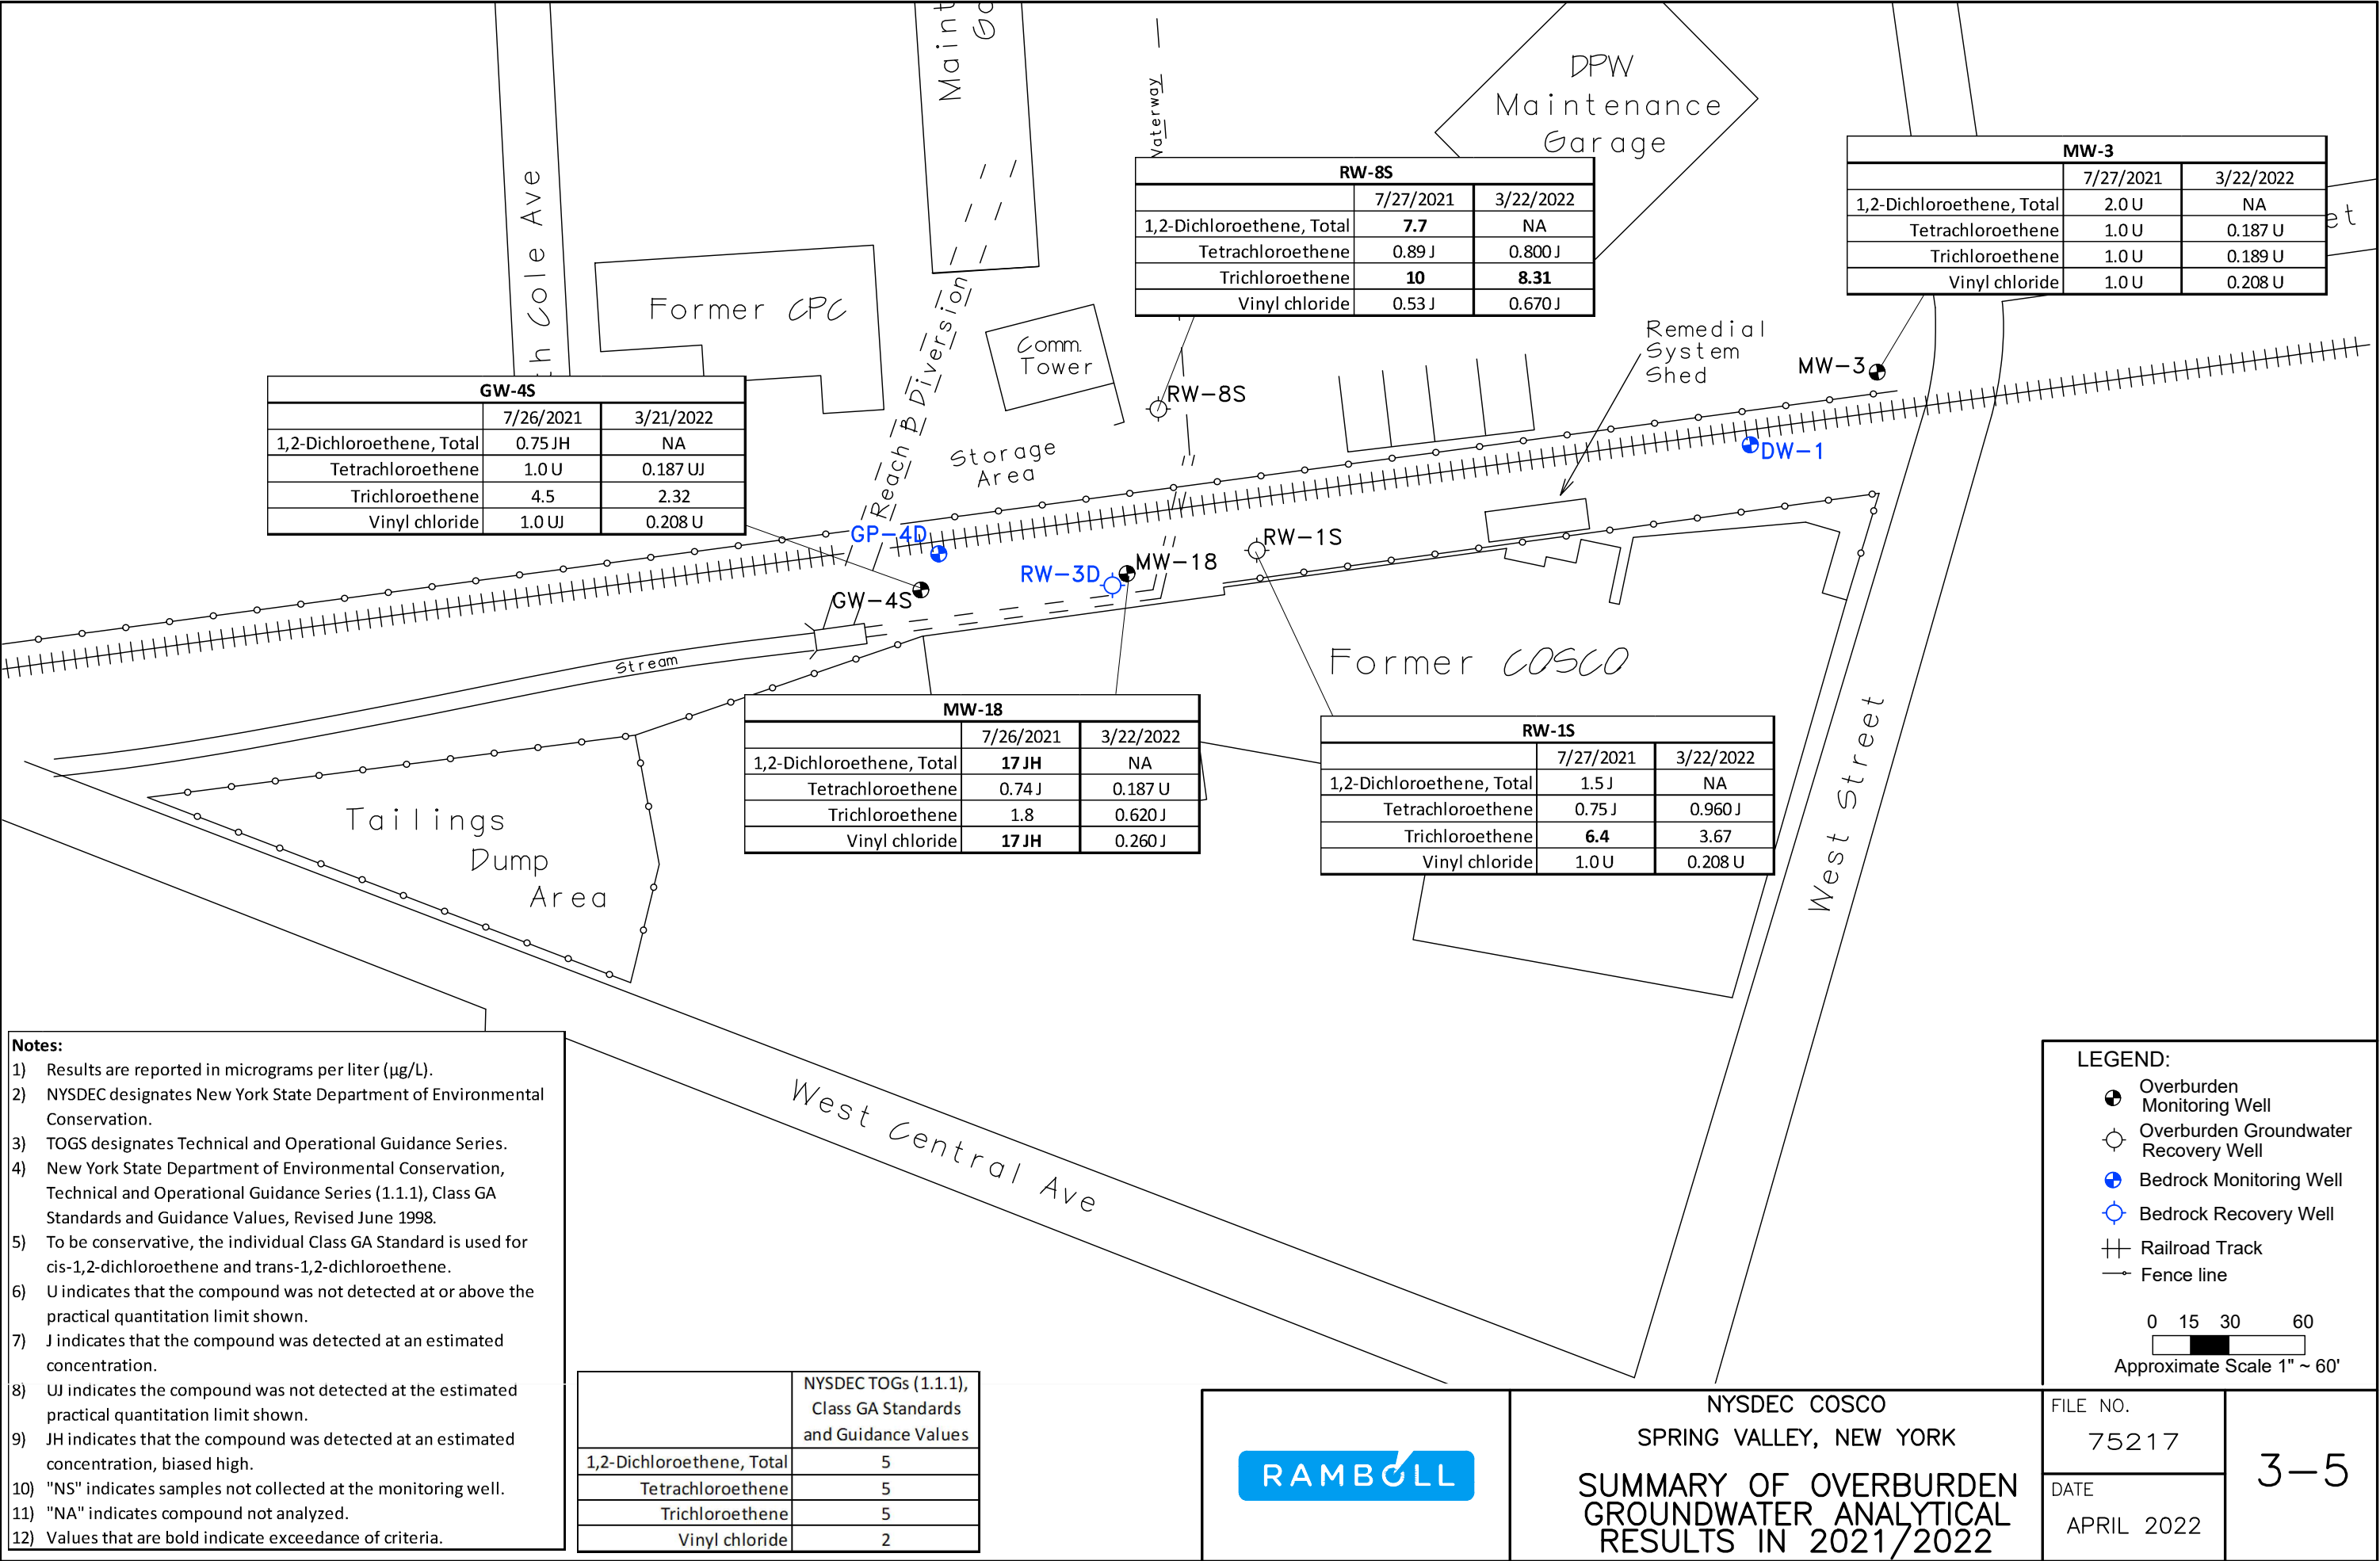 Maint
Ga
Waterway
DPW
Maintenance
Garage
th Cole Ave
Former CPC
Reach B Diversion
Comm.
Tower
Storage
Area
Remedial
System
Shed
RW-8S
7/27/2021 3/22/2022
1,2-Dichloroethene, Total 7.7 NA
Tetrachloroethene 0.89 J 0.800 J
Trichloroethene 10 8.31
Vinyl chloride 0.53 J 0.670 J
MW-3
7/27/2021 3/22/2022
1,2-Dichloroethene, Total 2.0 U NA
Tetrachloroethene 1.0 U 0.187 U
Trichloroethene 1.0 U 0.189 U
Vinyl chloride 1.0 U 0.208 U
et
GW-4S
7/26/2021 3/21/2022
1,2-Dichloroethene, Total 0.75 JH NA
Tetrachloroethene 1.0 U 0.187 UJ
Trichloroethene 4.5 2.32
Vinyl chloride 1.0 UJ 0.208 U
MW-3
RW-8S
DW-1
GP-4D
RW-1S
MW-18
RW-3D
GW-4S
Stream
Former COSCO
West Street
MW-18
7/26/2021 3/22/2022
1,2-Dichloroethene, Total 17 JH NA
Tetrachloroethene 0.74 J 0.187 U
Trichloroethene 1.8 0.620 J
Vinyl chloride 17 JH 0.260 J
RW-1S
7/27/2021 3/22/2022
1,2-Dichloroethene, Total 1.5 J NA
Tetrachloroethene 0.75 J 0.960 J
Trichloroethene 6.4 3.67
Vinyl chloride 1.0 U 0.208 U
Tailings
Dump
Area
West Central Ave
Notes:
1) Results are reported in micrograms per liter (µg/L).
2) NYSDEC designates New York State Department of Environmental
Conservation.
3) TOGS designates Technical and Operational Guidance Series.
4) New York State Department of Environmental Conservation,
Technical and Operational Guidance Series (1.1.1), Class GA
Standards and Guidance Values, Revised June 1998.
5) To be conservative, the individual Class GA Standard is used for
cis-1,2-dichloroethene and trans-1,2-dichloroethene.
6) U indicates that the compound was not detected at or above the
practical quantitation limit shown.
7) J indicates that the compound was detected at an estimated
concentration.
8) UJ indicates the compound was not detected at the estimated
practical quantitation limit shown.
9) JH indicates that the compound was detected at an estimated
concentration, biased high.
10) "NS" indicates samples not collected at the monitoring well.
11) "NA" indicates compound not analyzed.
12) Values that are bold indicate exceedance of criteria.
NYSDEC TOGs (1.1.1),
Class GA Standards
and Guidance Values
1,2-Dichloroethene, Total 5
Tetrachloroethene 5
Trichloroethene 5
Vinyl chloride 2
LEGEND:
Overburden
Monitoring Well
Overburden Groundwater
Recovery Well
Bedrock Monitoring Well
Bedrock Recovery Well
Railroad Track
Fence line
0 15 30 60
Approximate Scale 1" ~ 60'
RAMBOLL
NYSDEC COSCO
SPRING VALLEY, NEW YORK
SUMMARY OF OVERBURDEN
GROUNDWATER ANALYTICAL
RESULTS IN 2021/2022
FILE NO.
75217
DATE
APRIL 2022
3-5